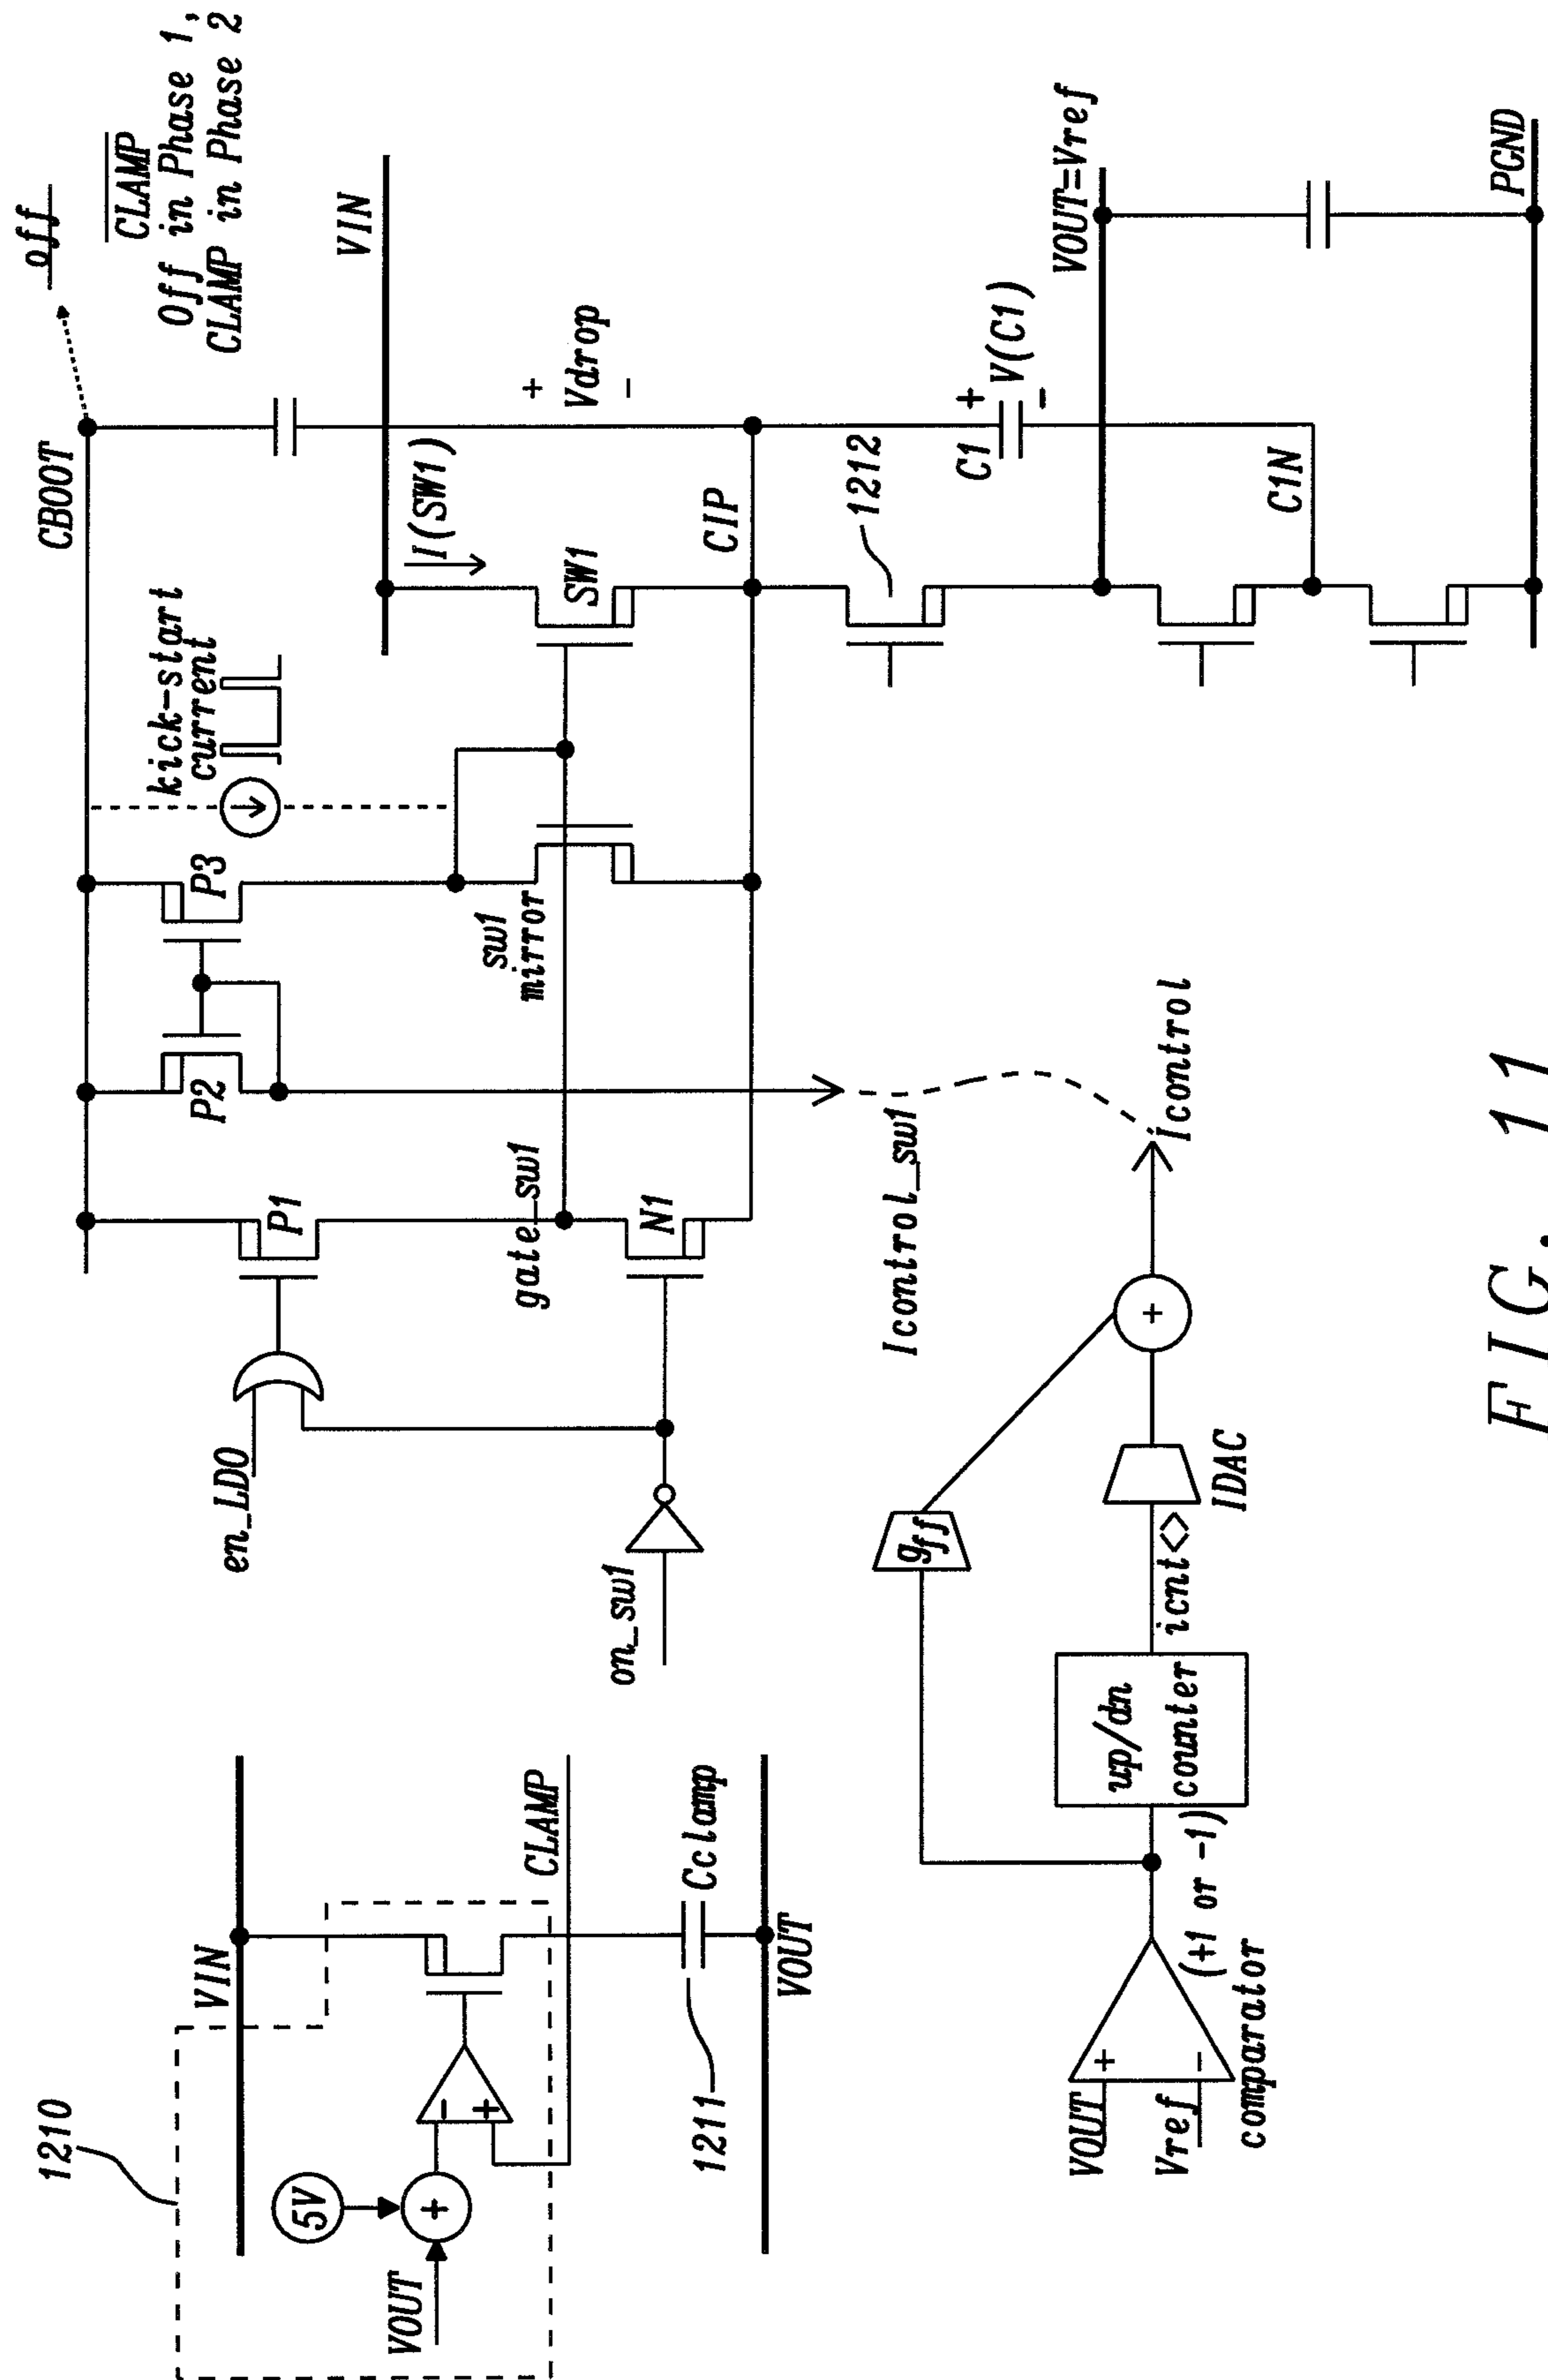 1210
VIN
5V
+
VOUT
-
+
CLAMP
1211
Cclamp
VOUT
en_LDO
on_sw1
P1
gate_sw1
N1
P2
P3
sw1
mirror
kick-start
current
CBOOT
off
CLAMP
Off in Phase 1,
CLAMP in Phase 2
VIN
I(SW1)
SW1
+
Vdrop
-
CIP
1212
C1
+
V(C1)
-
VOUT=Vref
C1N
PGND
Icontrol_sw1
Icontrol
VOUT
+
Vref
-
comparator
(+1 or -1)
up/dn
counter
icnt<>
IDAC
gff
+
FIG. 11